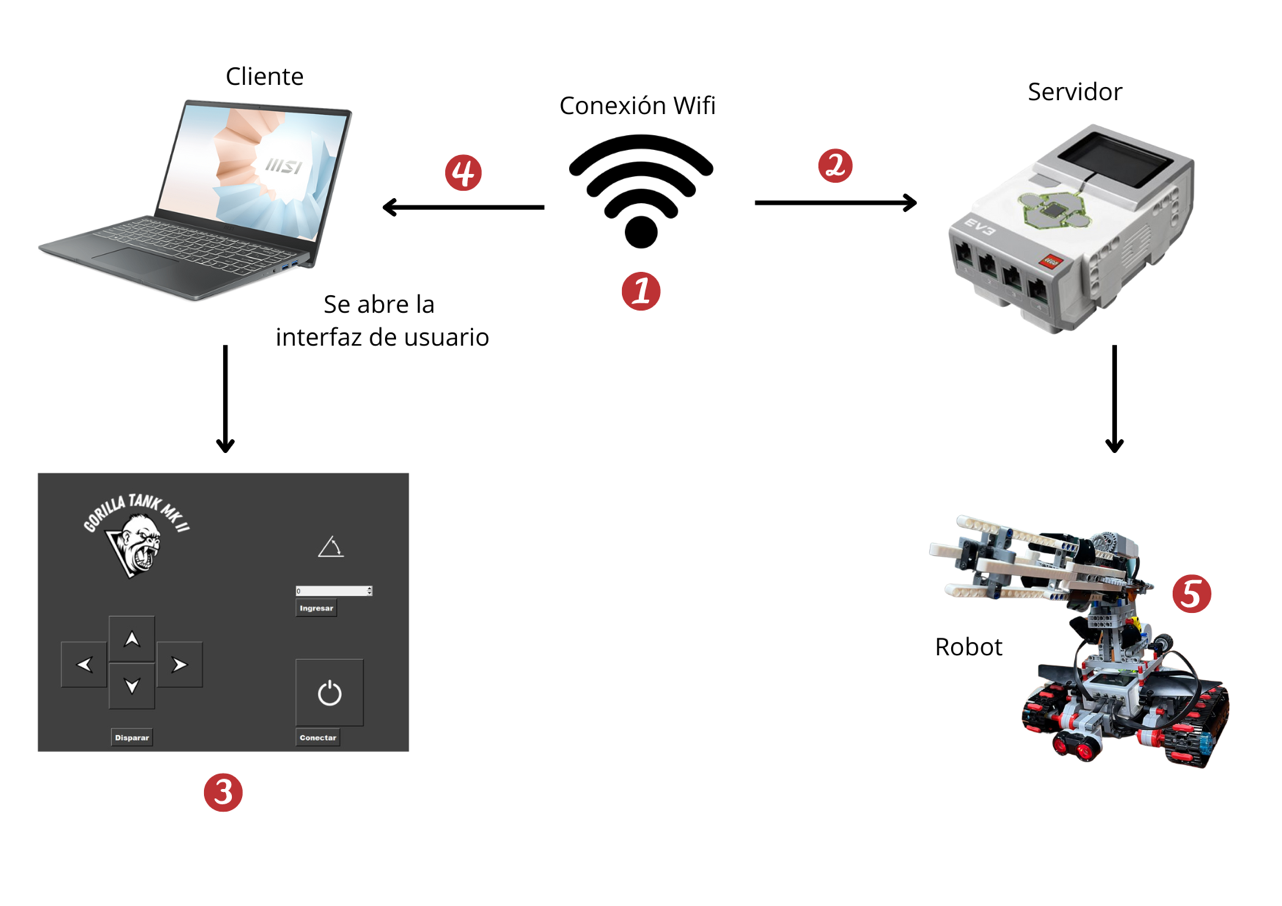 Cliente
Conexión Wifi
Servidor
msi
4
2
EV3
LEGO
1
Se abre la
interfaz de usuario
GORILLA TANK MK II
0
Ingresar
5
Robot
Disparar
Conectar
3